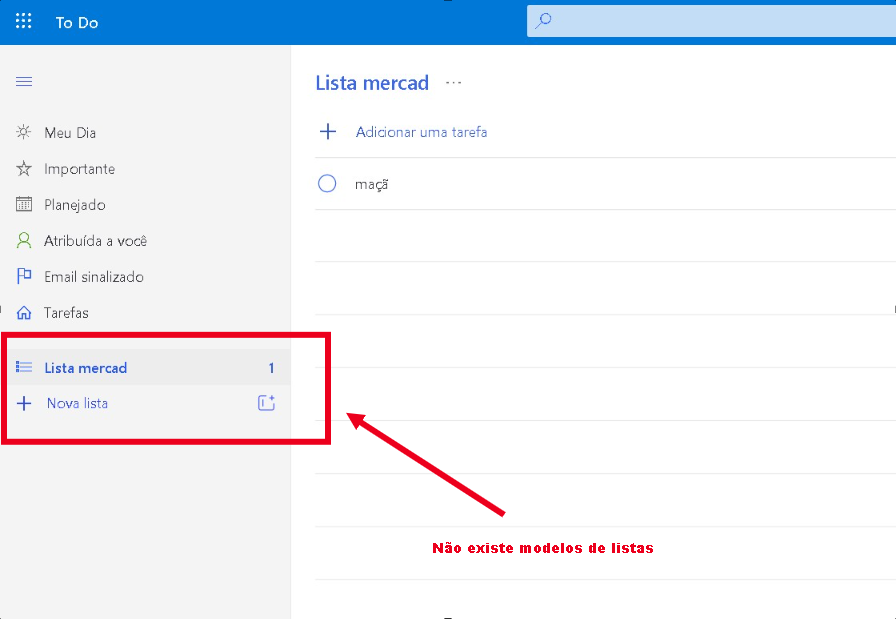 To Do
Lista mercad ...
Adicionar uma tarefa
maçã
Meu Dia
Importante
Planejado
Atribuída a você
Email sinalizado
Tarefas
Lista mercad 1
Nova lista
Não existe modelos de listas